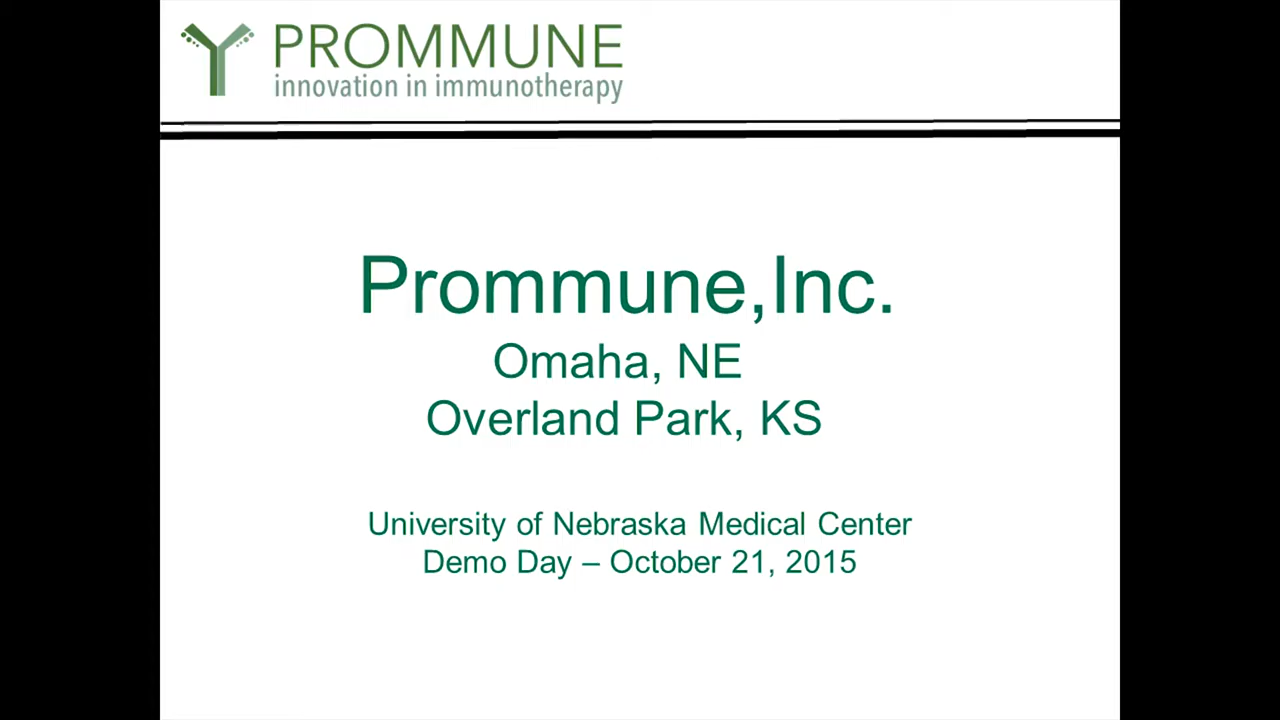 PROMMUNE
innovation in immunotherapy
Prommune,Inc.
Omaha, NE
Overland Park, KS
University of Nebraska Medical Center
Demo Day – October 21, 2015